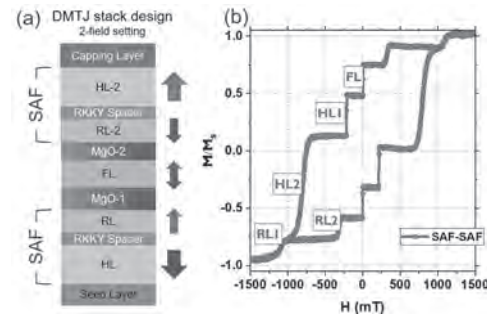 (a) DMTJ stack design
2-field setting
Capping Layer
SAF
HL-2
RKKY Spacer
RL-2
MgO-2
FL
MgO-1
SAF
RL
RKKY Spacer
HL
Seed Layer
(b)
1.0
0.5
0.0
-0.5
-1.0
M/Ms
FL
HL1
HL2
RL1
RL2
SAF-SAF
-1500 -1000 -500 0 500 1000 1500
H (mT)